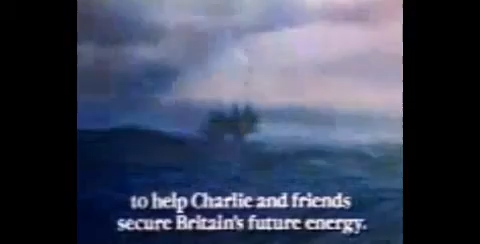 to help Charlie and friends
secure Britain's future energy.